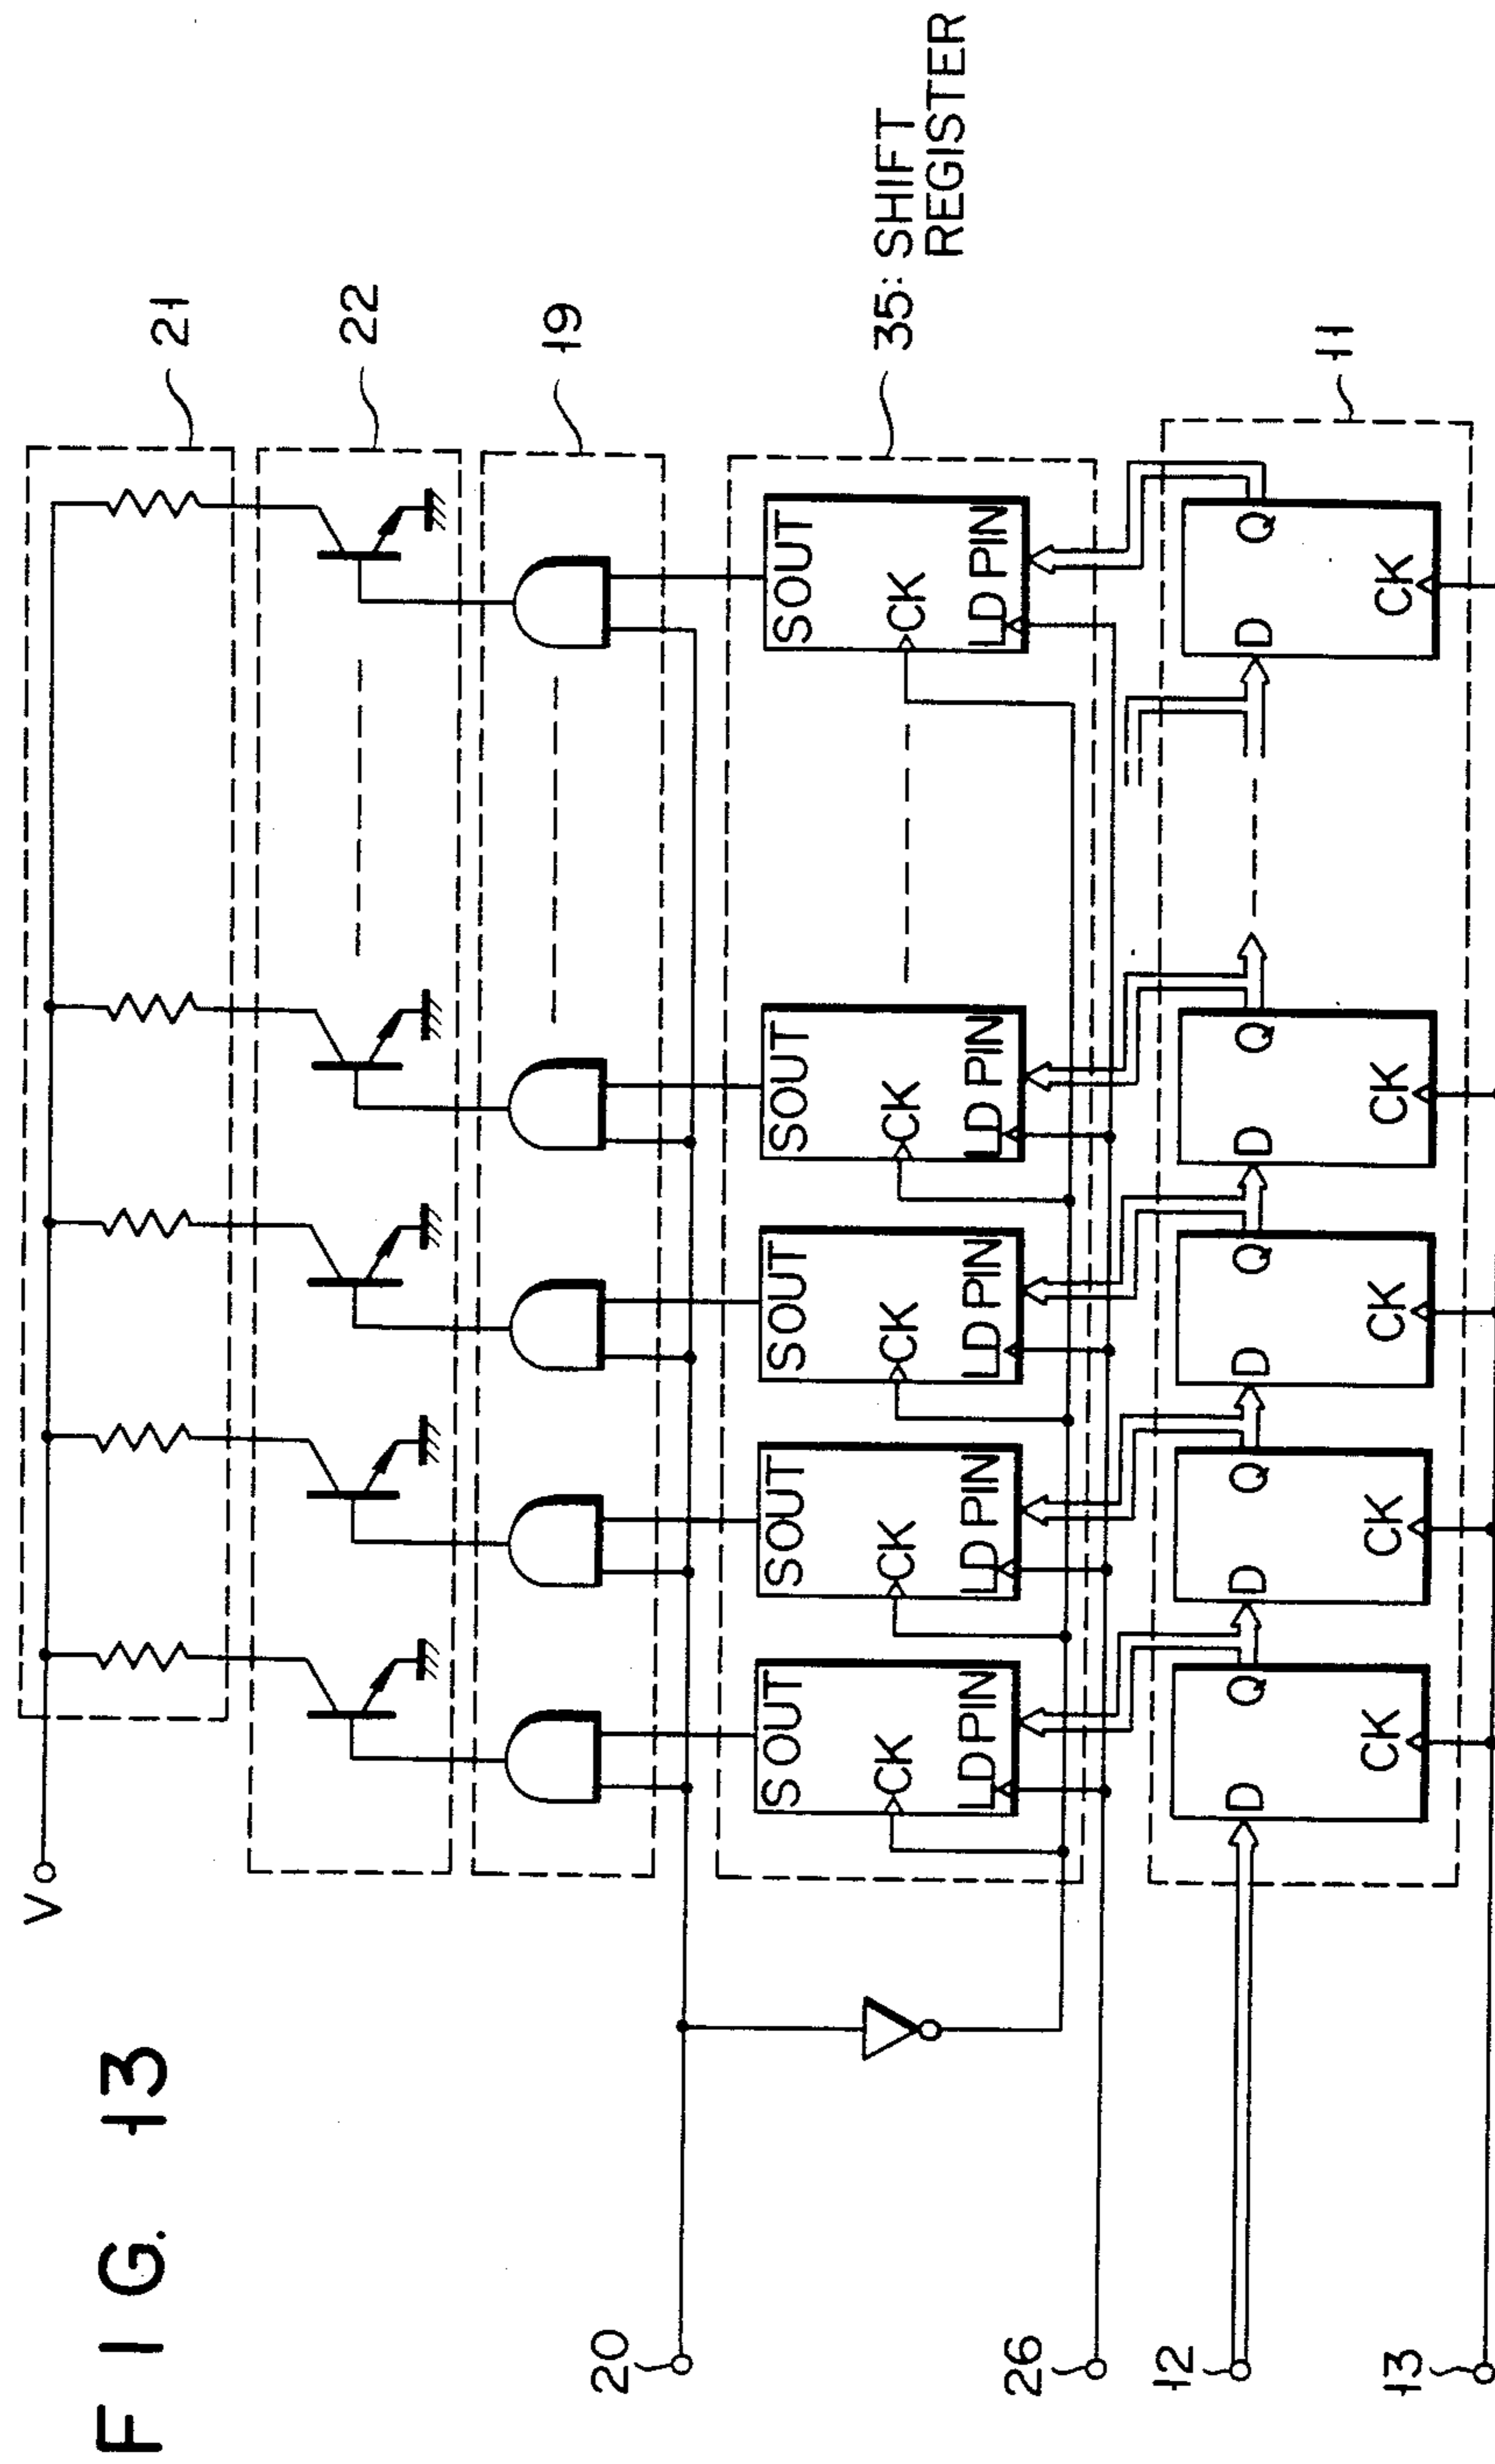 FIG. 13
V
21
22
19
35: SHIFT
REGISTER
11
20
26
12
13
SOUT
CK
LD PIN
SOUT
CK
LD PIN
SOUT
CK
LD PIN
SOUT
CK
LD PIN
SOUT
CK
LD PIN
D
Q
CK
D
Q
CK
D
Q
CK
D
Q
CK
D
Q
CK